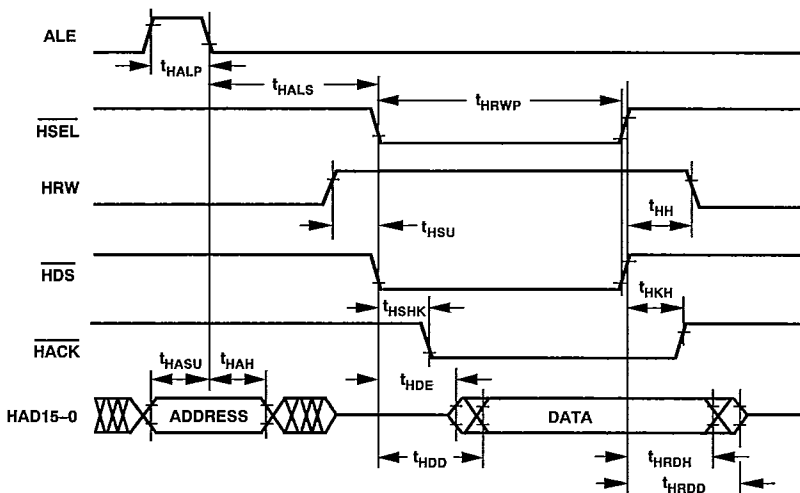 ALE
tHALP
tHALS
tHRWP
HSEL
HRW
tHSU
tHH
HDS
tHSHK
tHKH
HACK
tHASU
tHAH
tHDE
HAD15–0
ADDRESS
DATA
tHDD
tHRDH
tHRDD